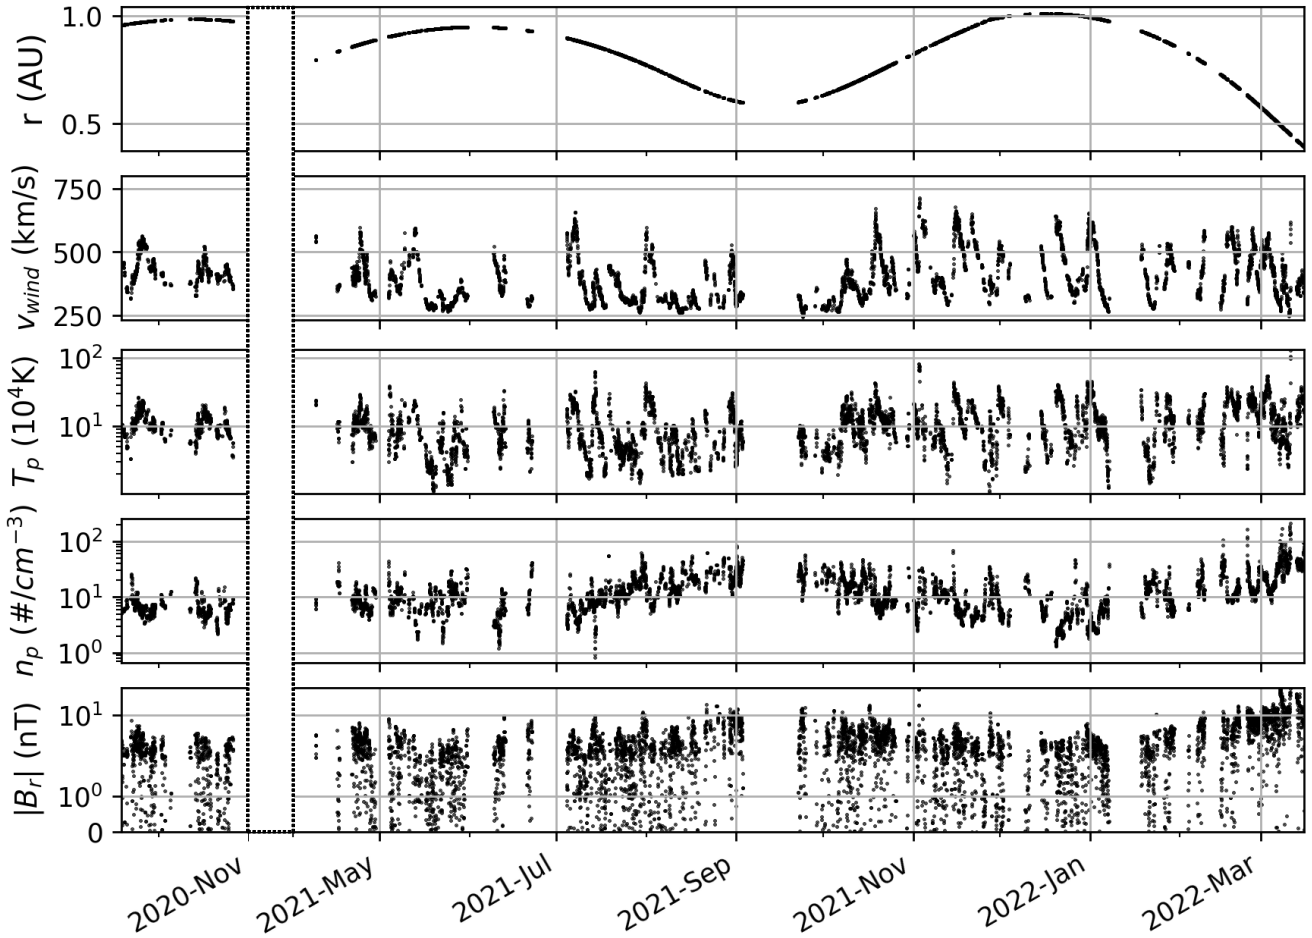 r (AU)
1.0
0.5
v_wind (km/s)
750
500
250
T_p (10^4K)
10^2
10^1
n_p (#/cm^−3)
10^2
10^1
10^0
|B_r| (nT)
10^1
10^0
0
2020-Nov
2021-May
2021-Jul
2021-Sep
2021-Nov
2022-Jan
2022-Mar